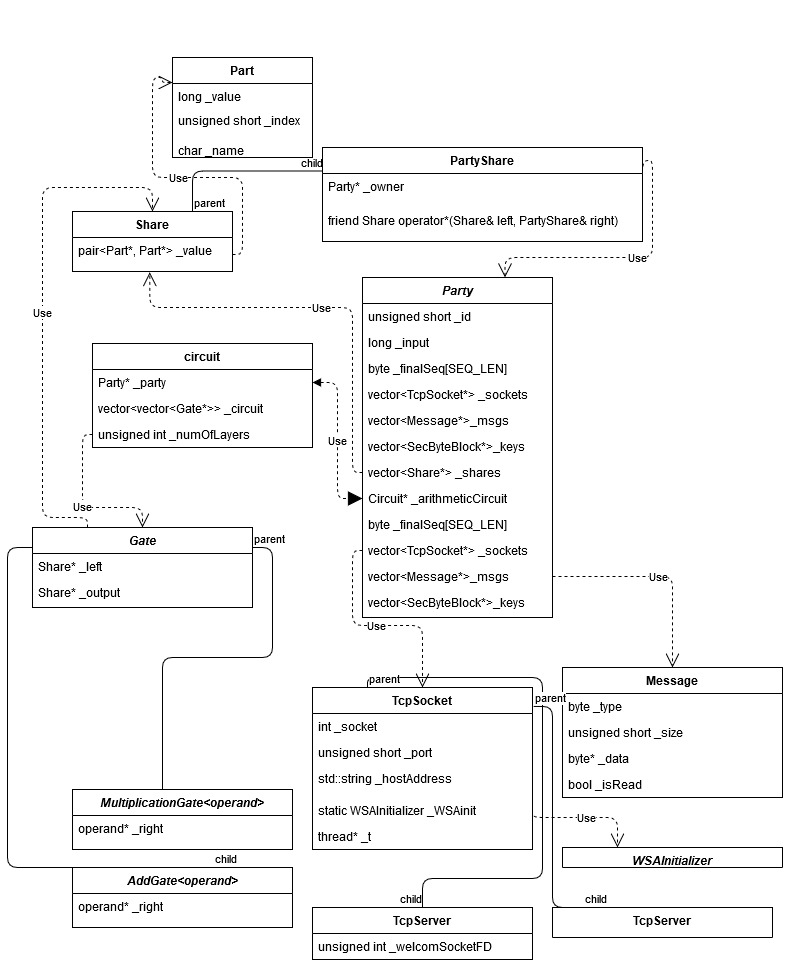 Part
long _value
unsigned short _index
char _name
child
PartyShare
Party* _owner
friend Share operator*(Share& left, PartyShare& right)
Use
parent
Share
pair<Part*, Part*> _value
Use
Party
unsigned short _id
long _input
byte _finalSeq[SEQ_LEN]
vector<TcpSocket*> _sockets
vector<Message*>_msgs
vector<SecByteBlock*>_keys
vector<Share*> _shares
Circuit* _arithmeticCircuit
byte _finalSeq[SEQ_LEN]
vector<TcpSocket*> _sockets
vector<Message*>_msgs
vector<SecByteBlock*>_keys
Use
Use
circuit
Party* _party
vector<vector<Gate*>> _circuit
unsigned int _numOfLayers
Use
Use
Gate
Share* _left
Share* _output
parent
Use
Use
parent
TcpSocket
int _socket
unsigned short _port
std::string _hostAddress
static WSAInitializer _WSAinit
thread* _t
parent
Message
byte _type
unsigned short _size
byte* _data
bool _isRead
MultiplicationGate<operand>
operand* _right
Use
WSAInitializer
child
AddGate<operand>
operand* _right
child
TcpServer
unsigned int _welcomSocketFD
child
TcpServer